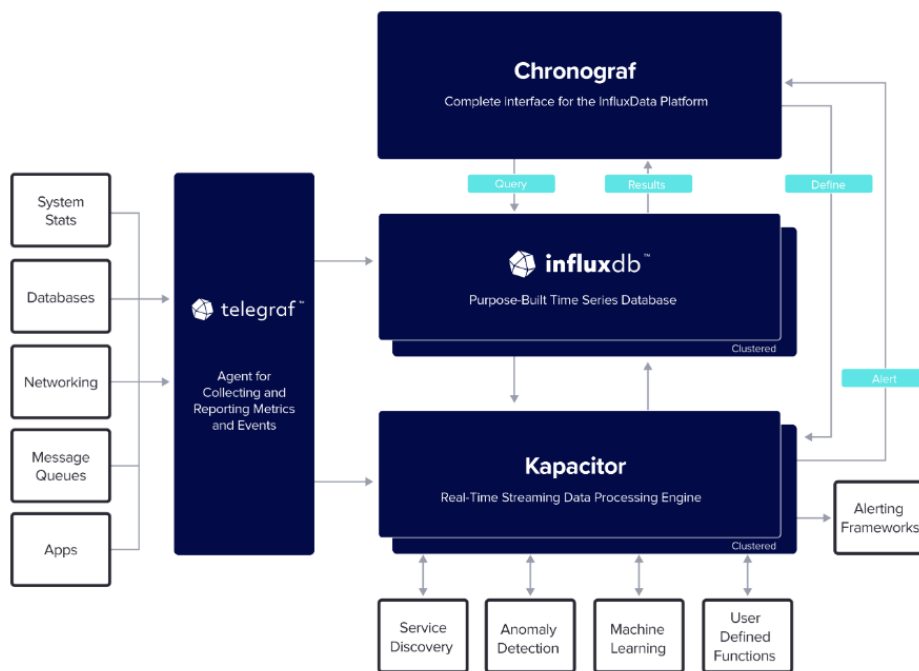 Chronograf
Complete interface for the InfluxData Platform
Query
Results
Define
System
Stats
Databases
Networking
Message
Queues
Apps
telegraf™
Agent for
Collecting and
Reporting Metrics
and Events
influxdb™
Purpose-Built Time Series Database
Clustered
Alert
Kapacitor
Real-Time Streaming Data Processing Engine
Clustered
Alerting
Frameworks
Service
Discovery
Anomaly
Detection
Machine
Learning
User
Defined
Functions